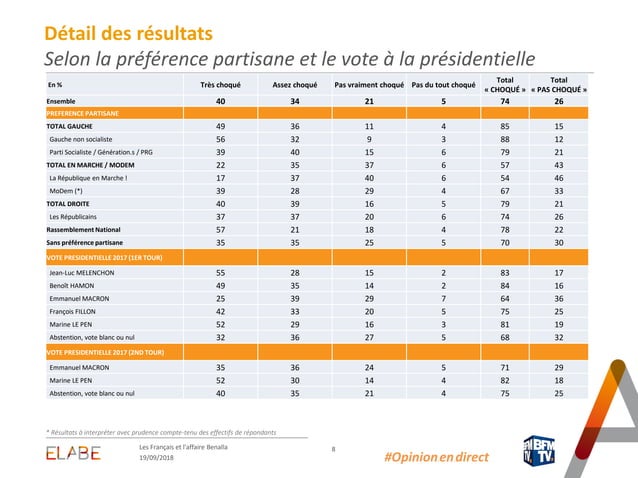 Détail des résultats
Selon la préférence partisane et le vote à la présidentielle
En % Très choqué Assez choqué Pas vraiment choqué Pas du tout choqué Total « CHOQUÉ » Total « PAS CHOQUÉ »
Ensemble 40 34 21 5 74 26
PREFERENCE PARTISANE
TOTAL GAUCHE 49 36 11 4 85 15
Gauche non socialiste 56 32 9 3 88 12
Parti Socialiste / Génération.s / PRG 39 40 15 6 79 21
TOTAL EN MARCHE / MODEM 22 35 37 6 57 43
La République en Marche ! 17 37 40 6 54 46
MoDem (*) 39 28 29 4 67 33
TOTAL DROITE 40 39 16 5 79 21
Les Républicains 37 37 20 6 74 26
Rassemblement National 57 21 18 4 78 22
Sans préférence partisane 35 35 25 5 70 30
VOTE PRESIDENTIELLE 2017 (1ER TOUR)
Jean-Luc MELENCHON 55 28 15 2 83 17
Benoît HAMON 49 35 14 2 84 16
Emmanuel MACRON 25 39 29 7 64 36
François FILLON 42 33 20 5 75 25
Marine LE PEN 52 29 16 3 81 19
Abstention, vote blanc ou nul 32 36 27 5 68 32
VOTE PRESIDENTIELLE 2017 (2ND TOUR)
Emmanuel MACRON 35 36 24 5 71 29
Marine LE PEN 52 30 14 4 82 18
Abstention, vote blanc ou nul 40 35 21 4 75 25
* Résultats à interpréter avec prudence compte-tenu des effectifs de répondants
ELABE
Les Français et l'affaire Benalla
19/09/2018
8
#Opinionendirect
BFM
TV.